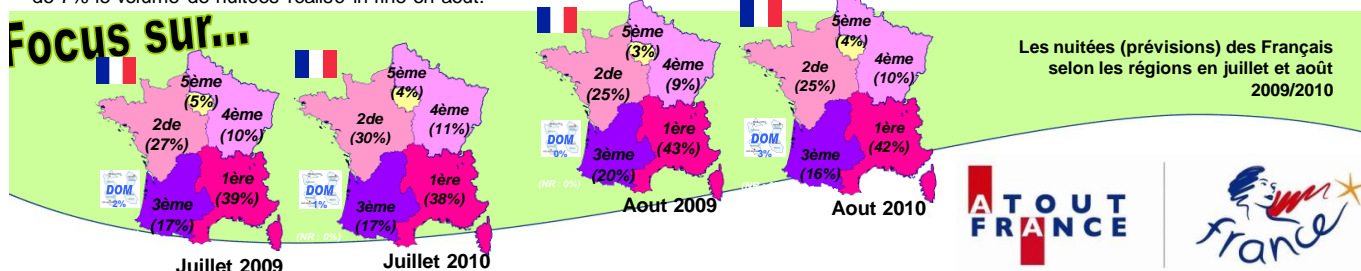 de 7% le volume de nuitées réalisé in fine en août.
Focus sur...
5ème
(5%)
2de
(27%)
4ème
(10%)
1ère
(39%)
3ème
(17%)
DOM
2%
Juillet 2009
5ème
(4%)
2de
(30%)
4ème
(11%)
1ère
(38%)
3ème
(17%)
DOM
1%
(NR : 0%)
Juillet 2010
5ème
(3%)
2de
(25%)
4ème
(9%)
1ère
(43%)
3ème
(20%)
DOM
0%
(NR : 0%)
Aout 2009
5ème
(4%)
2de
(25%)
4ème
(10%)
1ère
(42%)
3ème
(16%)
DOM
3%
Aout 2010
Les nuitées (prévisions) des Français
selon les régions en juillet et août
2009/2010
ATOUT
FRANCE
france